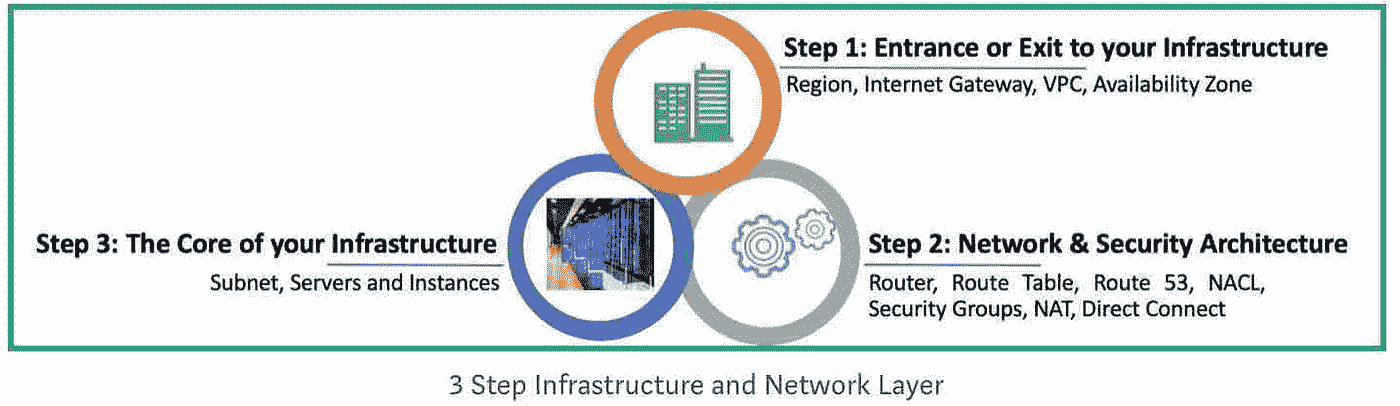 Step 1: Entrance or Exit to your Infrastructure
Region, Internet Gateway, VPC, Availability Zone
Step 3: The Core of your Infrastructure
Subnet, Servers and Instances
Step 2: Network & Security Architecture
Router, Route Table, Route 53, NACL,
Security Groups, NAT, Direct Connect
3 Step Infrastructure and Network Layer